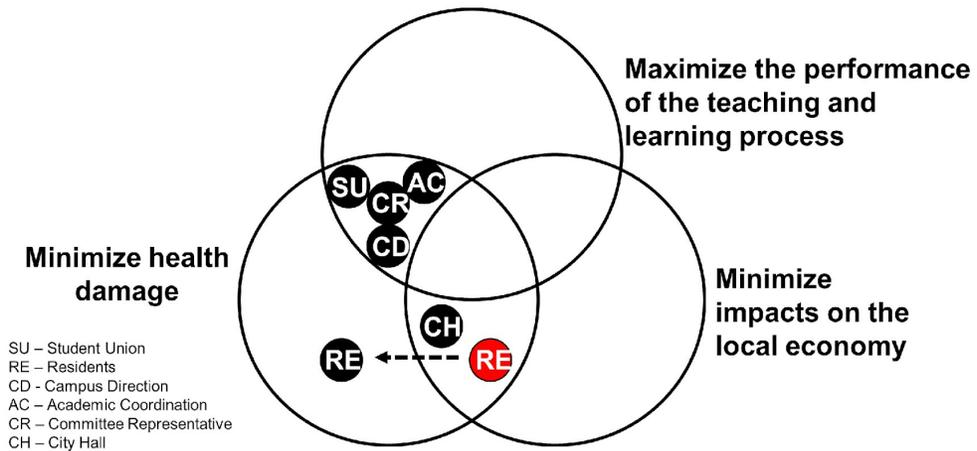 Maximize the performance
of the teaching and
learning process
SU
AC
CR
CD
Minimize health
damage
Minimize
impacts on the
local economy
CH
RE
RE
SU – Student Union
RE – Residents
CD - Campus Direction
AC – Academic Coordination
CR – Committee Representative
CH – City Hall